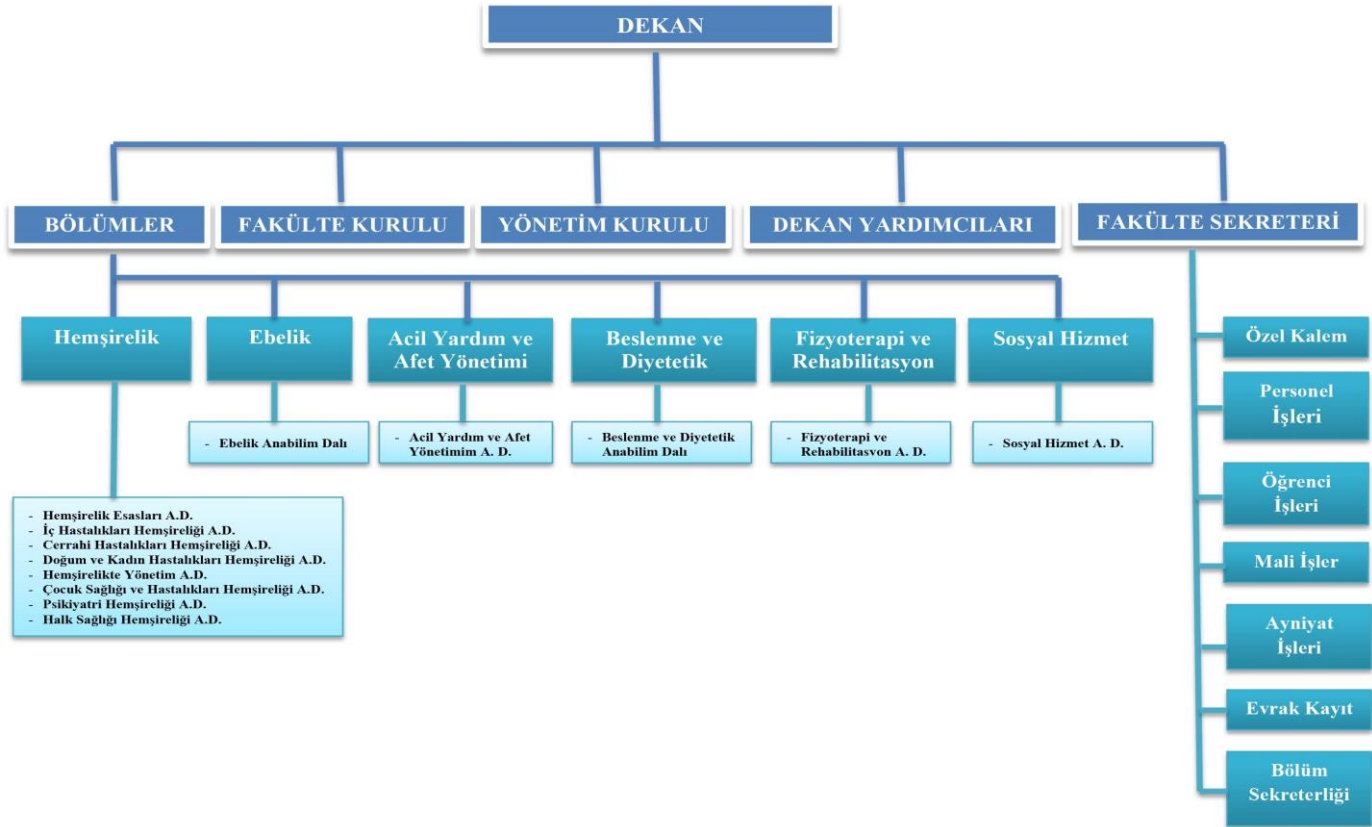 DEKAN
BÖLÜMLER
FAKÜLTE KURULU
YÖNETİM KURULU
DEKAN YARDIMCILARI
FAKÜLTE SEKRETERİ
Hemşirelik
Ebelik
Acil Yardım ve
Afet Yönetimi
Beslenme ve
Diyetetik
Fizyoterapi ve
Rehabilitasyon
Sosyal Hizmet
- Ebelik Anabilim Dalı
- Acil Yardım ve Afet
Yönetimim A. D.
- Beslenme ve Diyetetik
Anabilim Dalı
- Fizyoterapi ve
Rehabilitasvon A. D.
- Sosyal Hizmet A. D.
- Hemşirelik Esasları A.D.
- İç Hastalıkları Hemşireliği A.D.
- Cerrahi Hastalıkları Hemşireliği A.D.
- Doğum ve Kadın Hastalıkları Hemşireliği A.D.
- Hemşirelikte Yönetim A.D.
- Çocuk Sağlığı ve Hastalıkları Hemşireliği A.D.
- Psikiyatri Hemşireliği A.D.
- Halk Sağlığı Hemşireliği A.D.
Özel Kalem
Personel
İşleri
Öğrenci
İşleri
Mali İşler
Ayniyat
İşleri
Evrak Kayıt
Bölüm
Sekreterliği